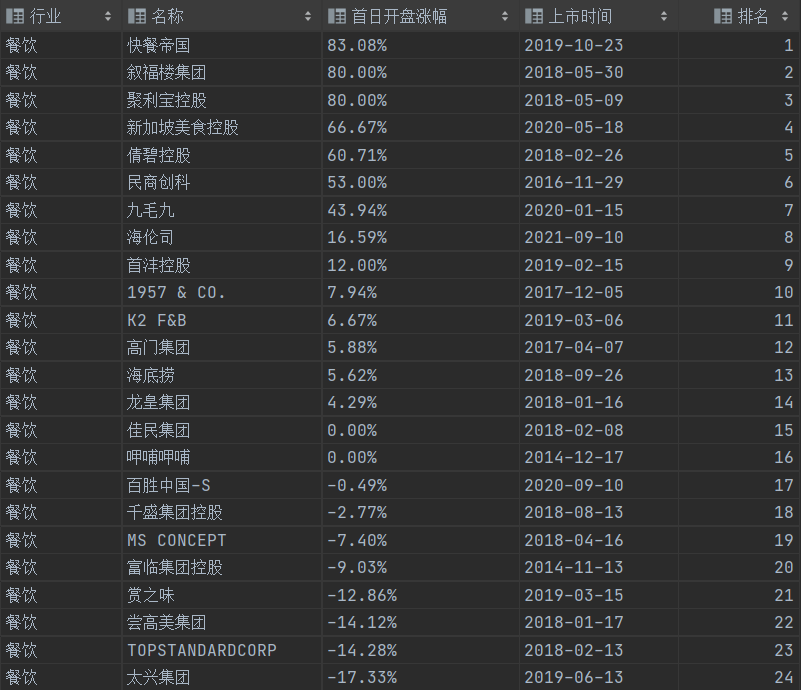 行业 名称 首日开盘涨幅 上市时间 排名
餐饮 快餐帝国 83.08% 2019-10-23 1
餐饮 叙福楼集团 80.00% 2018-05-30 2
餐饮 聚利宝控股 80.00% 2018-05-09 3
餐饮 新加坡美食控股 66.67% 2020-05-18 4
餐饮 倩碧控股 60.71% 2018-02-26 5
餐饮 民商创科 53.00% 2016-11-29 6
餐饮 九毛九 43.94% 2020-01-15 7
餐饮 海伦司 16.59% 2021-09-10 8
餐饮 首沣控股 12.00% 2019-02-15 9
餐饮 1957 & CO. 7.94% 2017-12-05 10
餐饮 K2 F&B 6.67% 2019-03-06 11
餐饮 高门集团 5.88% 2017-04-07 12
餐饮 海底捞 5.62% 2018-09-26 13
餐饮 龙皇集团 4.29% 2018-01-16 14
餐饮 佳民集团 0.00% 2018-02-08 15
餐饮 呷哺呷哺 0.00% 2014-12-17 16
餐饮 百胜中国-S -0.49% 2020-09-10 17
餐饮 千盛集团控股 -2.77% 2018-08-13 18
餐饮 MS CONCEPT -7.40% 2018-04-16 19
餐饮 富临集团控股 -9.03% 2014-11-13 20
餐饮 赏之味 -12.86% 2019-03-15 21
餐饮 尝高美集团 -14.12% 2018-01-17 22
餐饮 TOPSTANDARDCORP -14.28% 2018-02-13 23
餐饮 太兴集团 -17.33% 2019-06-13 24